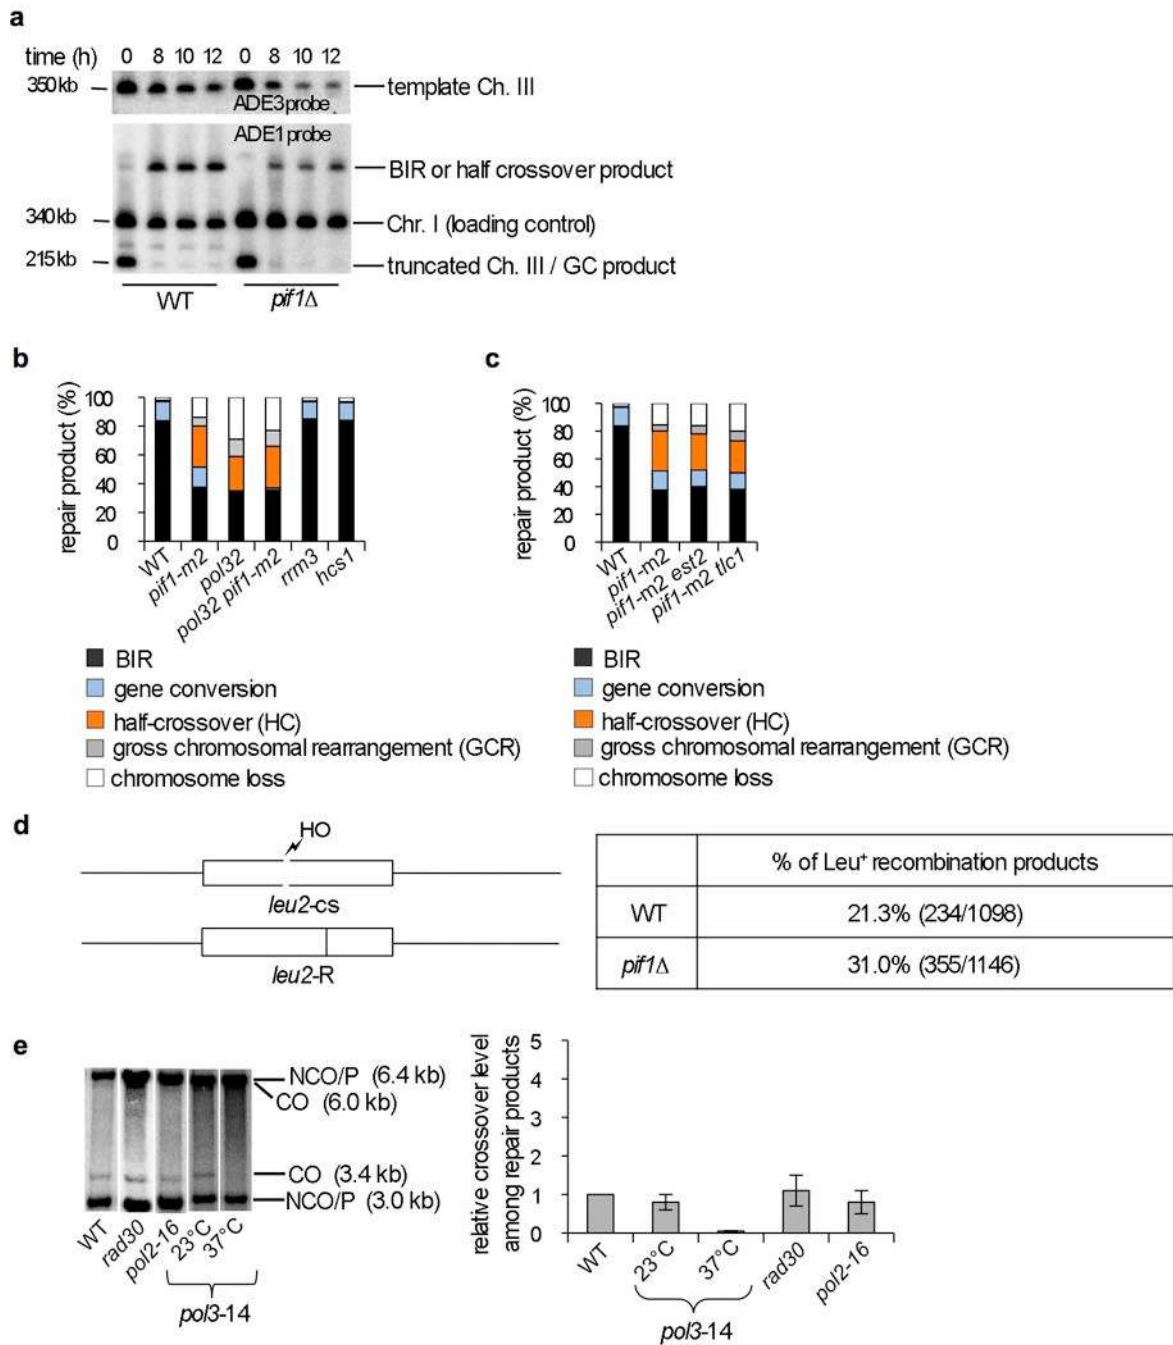 a
time (h) 0 8 10 12 0 8 10 12
350kb
template Ch. III
ADE3 probe
ADE1 probe
BIR or half crossover product
340kb
Chr. I (loading control)
215kb
truncated Ch. III / GC product
WT pif1Δ
b
repair product (%)
100
80
60
40
20
0
WT
pif1-m2
pol32
pol32 pif1-m2
rrm3
hcs1
BIR
gene conversion
half-crossover (HC)
gross chromosomal rearrangement (GCR)
chromosome loss
c
repair product (%)
100
80
60
40
20
0
WT
pif1-m2
pif1-m2 est2
pif1-m2 tlc1
BIR
gene conversion
half-crossover (HC)
gross chromosomal rearrangement (GCR)
chromosome loss
d
HO
leu2-cs
leu2-R
% of Leu⁺ recombination products
WT 21.3% (234/1098)
pif1Δ 31.0% (355/1146)
e
NCO/P (6.4 kb)
CO (6.0 kb)
CO (3.4 kb)
NCO/P (3.0 kb)
WT
rad30
pol2-16
23°C
37°C
pol3-14
relative crossover level
among repair products
5
4
3
2
1
0
WT
23°C
37°C
rad30
pol2-16
pol3-14